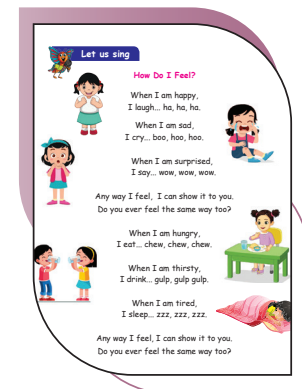 Let us sing
How Do I Feel?
When I am happy,
I laugh... ha, ha, ha.
When I am sad,
I cry... boo, hoo, hoo.
When I am surprised,
I say... wow, wow, wow.
Any way I feel, I can show it to you.
Do you ever feel the same way too?
When I am hungry,
I eat... chew, chew, chew.
When I am thirsty,
I drink... gulp, gulp gulp.
When I am tired,
I sleep... zzz, zzz, zzz.
Any way I feel, I can show it to you.
Do you ever feel the same way too?